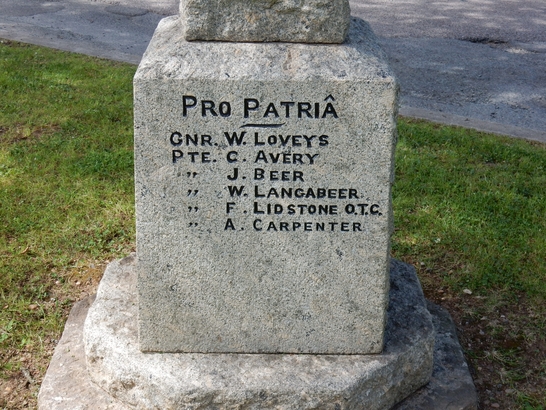 PRO PATRIÂ
GNR. W. LOVEYS
PTE. C. AVERY
" J. BEER
" W. LANGABEER.
" F. LIDSTONE O.T.C.
" A. CARPENTER